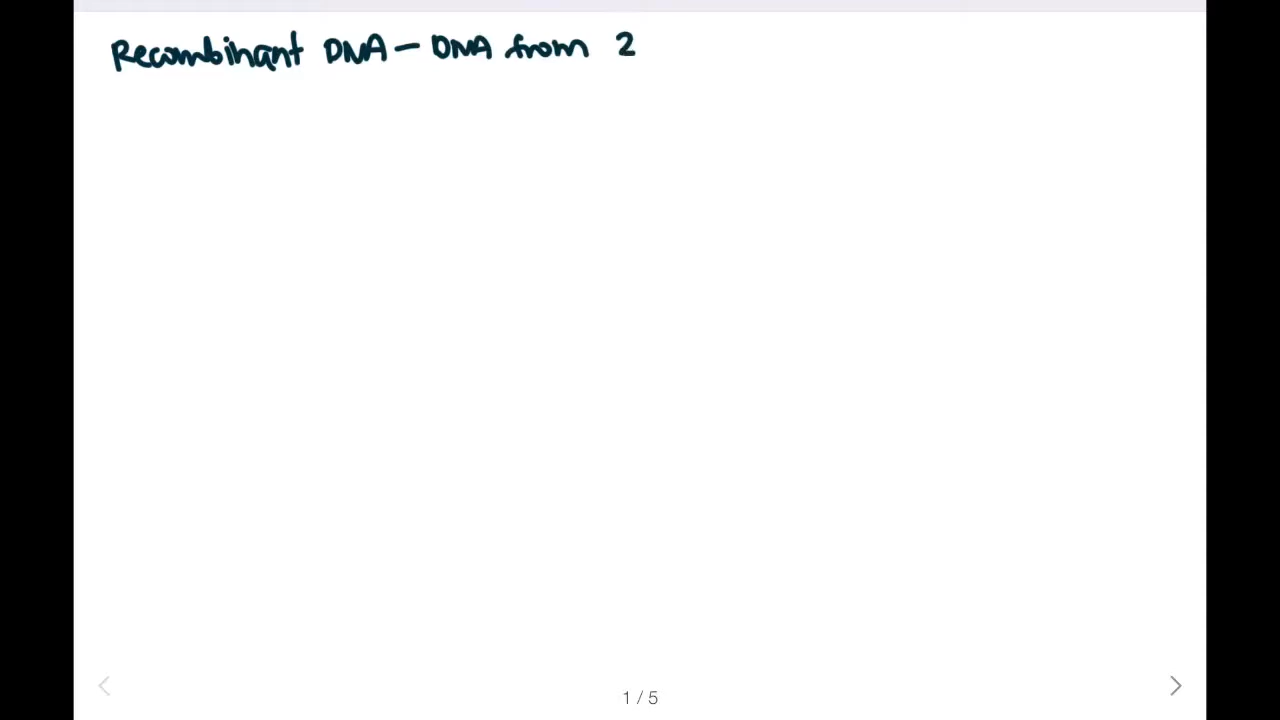 Recombinant DNA — DNA from 2
1 / 5